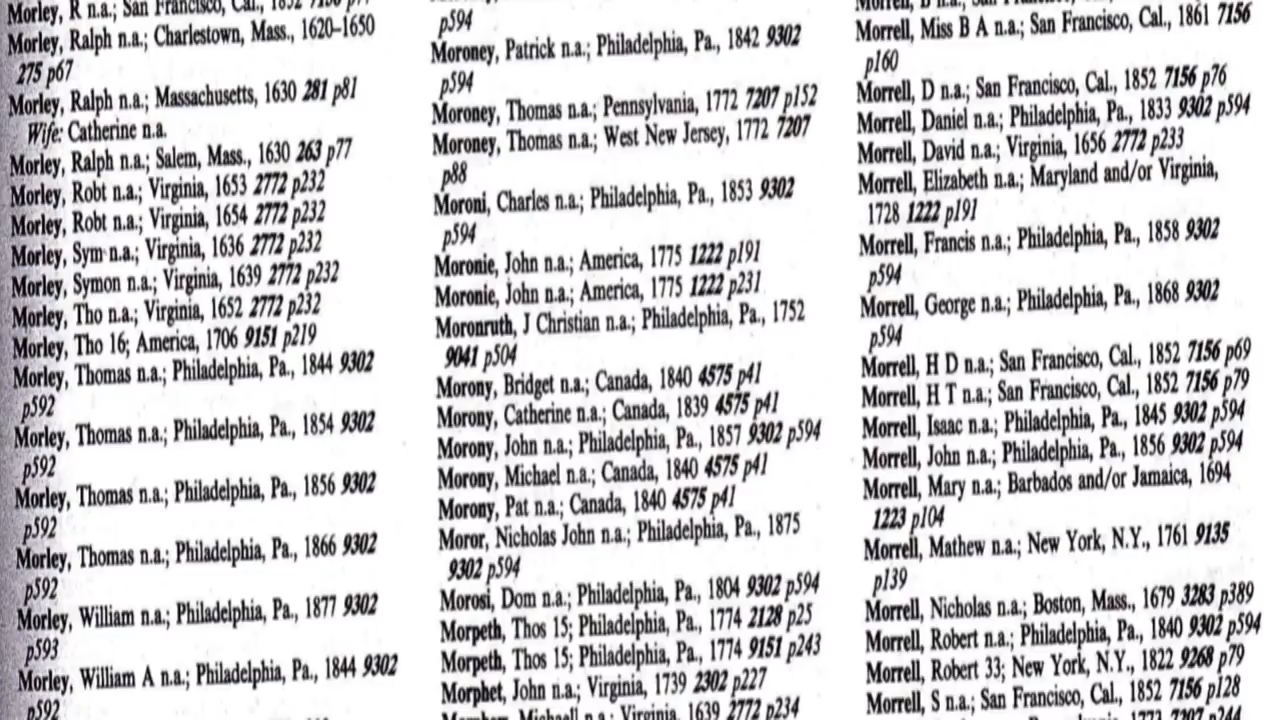 Morley, R n.a.; San Francisco, Cal., 1852 7156
Morley, Ralph n.a.; Charlestown, Mass., 1620–1650
275 p67
Morley, Ralph n.a.; Massachusetts, 1630 281 p81
Wife: Catherine n.a.
Morley, Ralph n.a.; Salem, Mass., 1630 263 p77
Morley, Robt n.a.; Virginia, 1653 2772 p232
Morley, Robt n.a.; Virginia, 1654 2772 p232
Morley, Sym n.a.; Virginia, 1636 2772 p232
Morley, Symon n.a.; Virginia, 1639 2772 p232
Morley, Tho n.a.; Virginia, 1652 2772 p232
Morley, Tho 16; America, 1706 9151 p219
Morley, Thomas n.a.; Philadelphia, Pa., 1844 9302
p592
Morley, Thomas n.a.; Philadelphia, Pa., 1854 9302
p592
Morley, Thomas n.a.; Philadelphia, Pa., 1856 9302
p592
Morley, Thomas n.a.; Philadelphia, Pa., 1866 9302
p592
Morley, William n.a.; Philadelphia, Pa., 1877 9302
p593
Morley, William A n.a.; Philadelphia, Pa., 1844 9302
p592
p594
Moroney, Patrick n.a.; Philadelphia, Pa., 1842 9302
p594
Moroney, Thomas n.a.; Pennsylvania, 1772 7207 p152
Moroney, Thomas n.a.; West New Jersey, 1772 7207
p88
Moroni, Charles n.a.; Philadelphia, Pa., 1853 9302
p594
Moronie, John n.a.; America, 1775 1222 p191
Moronie, John n.a.; America, 1775 1222 p231
Moronruth, J Christian n.a.; Philadelphia, Pa., 1752
9041 p504
Morony, Bridget n.a.; Canada, 1840 4575 p41
Morony, Catherine n.a.; Canada, 1839 4575 p41
Morony, John n.a.; Philadelphia, Pa., 1857 9302 p594
Morony, Michael n.a.; Canada, 1840 4575 p41
Morony, Pat n.a.; Canada, 1840 4575 p41
Moror, Nicholas John n.a.; Philadelphia, Pa., 1875
9302 p594
Morosi, Dom n.a.; Philadelphia, Pa., 1804 9302 p594
Morpeth, Thos 15; Philadelphia, Pa., 1774 2128 p25
Morpeth, Thos 15; Philadelphia, Pa., 1774 9151 p243
Morphet, John n.a.; Virginia, 1739 2302 p227
Michaell n.a.; Virginia, 1639 2772 p234
Morrell, Miss B A n.a.; San Francisco, Cal., 1861 7156
p160
Morrell, D n.a.; San Francisco, Cal., 1852 7156 p76
Morrell, Daniel n.a.; Philadelphia, Pa., 1833 9302 p594
Morrell, David n.a.; Virginia, 1656 2772 p233
Morrell, Elizabeth n.a.; Maryland and/or Virginia,
1728 1222 p191
Morrell, Francis n.a.; Philadelphia, Pa., 1858 9302
p594
Morrell, George n.a.; Philadelphia, Pa., 1868 9302
p594
Morrell, H D n.a.; San Francisco, Cal., 1852 7156 p69
Morrell, H T n.a.; San Francisco, Cal., 1852 7156 p79
Morrell, Isaac n.a.; Philadelphia, Pa., 1845 9302 p594
Morrell, John n.a.; Philadelphia, Pa., 1856 9302 p594
Morrell, Mary n.a.; Barbados and/or Jamaica, 1694
1223 p104
Morrell, Mathew n.a.; New York, N.Y., 1761 9135
p139
Morrell, Nicholas n.a.; Boston, Mass., 1679 3283 p389
Morrell, Robert n.a.; Philadelphia, Pa., 1840 9302 p594
Morrell, Robert 33; New York, N.Y., 1822 9268 p79
Morrell, S n.a.; San Francisco, Cal., 1852 7156 p128